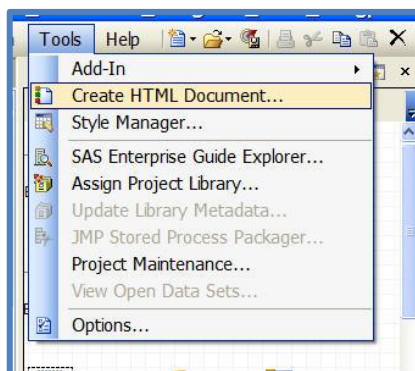 Tools Help
Add-In
Create HTML Document...
Style Manager...
SAS Enterprise Guide Explorer...
Assign Project Library...
Update Library Metadata...
JMP Stored Process Packager...
Project Maintenance...
View Open Data Sets...
Options...